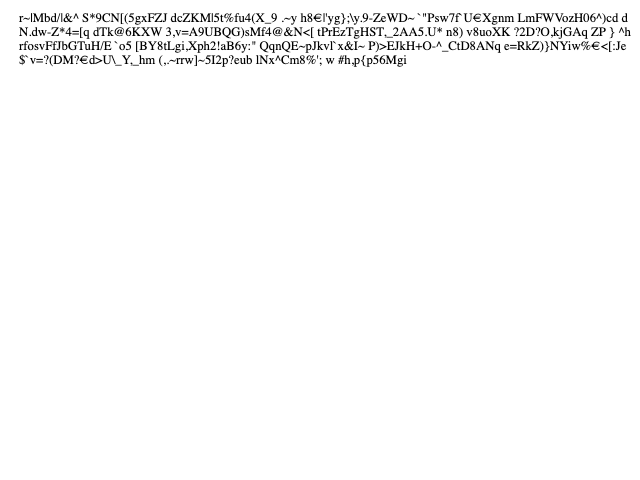 r~|Mbd/|&^ S*9CN[(5gxFZJ dcZKM|5t%fu4(X_9 .~y h8€|'yg};\y.9-ZeWD~`"Psw7f U€Xgnm LmFWVozH06^)cd d
N.dw-Z*4=[q dTk@6KXW 3,v=A9UBQG)sMf4@&N<[ tPrEzTgHST,_2AA5.U* n8) v8uoXK ?2D?O,kjGAq ZP } ^h
rfosvFfJbGTuH/E`o5 [BY8tLgi,Xph2!aB6y:" QqnQE~pJkvl`x&I~ P)>EJkH+O-^_CtD8ANq e=RkZ)}NYiw%€<[:Je
$`v=?(DM?€d>U\_Y,_hm (,.~rrw]~5I2p?eub lNx^Cm8%'; w #h,p{p56Mgi